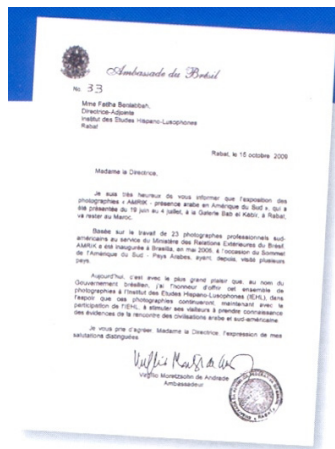 Ambassade du Brésil
No 33
Mme Fatiha Benlabbah,
Directrice-Adjointe
Institut des Etudes Hispano-Lusophones
Rabat
Rabat, le 15 octobre 2009
Madame la Directrice,
Je suis très heureux de vous informer que l'exposition des
photographies « AMRIK - présence arabe en Amérique du Sud », qui a
été présentée du 19 juin au 4 juillet, à la Galerie Bab el Kébir, à Rabat,
va rester au Maroc.
Basée sur le travail de 23 photographes professionnels sud-
américains au service du Ministère des Relations Extérieures du Brésil
AMRIK a été inaugurée à Brasilia, en mai 2005, à l'occasion du Sommet
de l'Amérique du Sud - Pays Arabes, ayant, depuis, visité plusieurs
pays.
Aujourd'hui, c'est avec le plus grand plaisir que, au nom du
Gouvernement brésilien, j'ai l'honneur d'offrir cet ensemble de
photographies à l'Institut des Etudes Hispano-Lusophones (IEHL), dans
l'espoir que ces photographies continueront, maintenant avec la
participation de l'IEHL, à stimuler ses visiteurs à prendre connaissance
des évidences de la rencontre des civilisations arabe et sud-américaine.
Je vous prie d'agréer, Madame la Directrice, l'expression de mes
salutations distinguées.
Virgilio Moretzsohn de Andrade
Ambassadeur